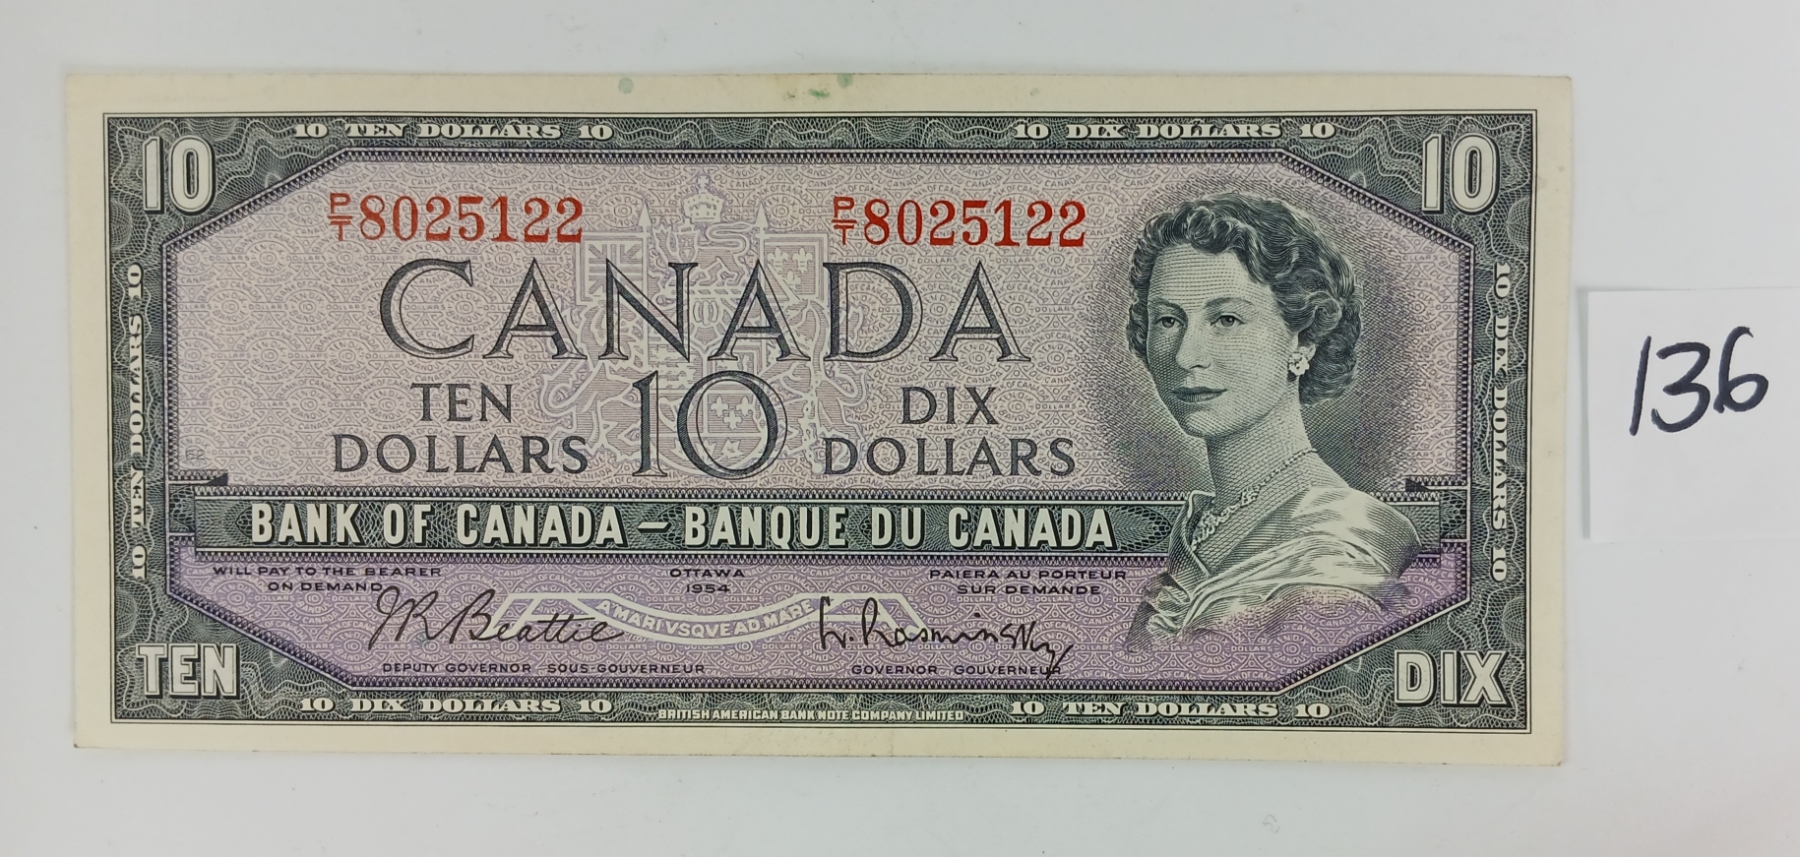 10 TEN DOLLARS 10
10 DIX DOLLARS 10
10
10
P/T 8025122
P/T 8025122
CANADA
TEN DOLLARS
10
DIX DOLLARS
10 TEN DOLLARS 10
10 DIX DOLLARS 10
BANK OF CANADA – BANQUE DU CANADA
WILL PAY TO THE BEARER
ON DEMAND
OTTAWA
1954
PAIERA AU PORTEUR
SUR DEMANDE
J.R. Beattie
A MARI VSQVE AD MARE
L. Rasminsky
DEPUTY GOVERNOR SOUS-GOUVERNEUR
GOVERNOR GOUVERNEUR
TEN
DIX
10 DIX DOLLARS 10
BRITISH AMERICAN BANK NOTE COMPANY LIMITED
10 TEN DOLLARS 10
136